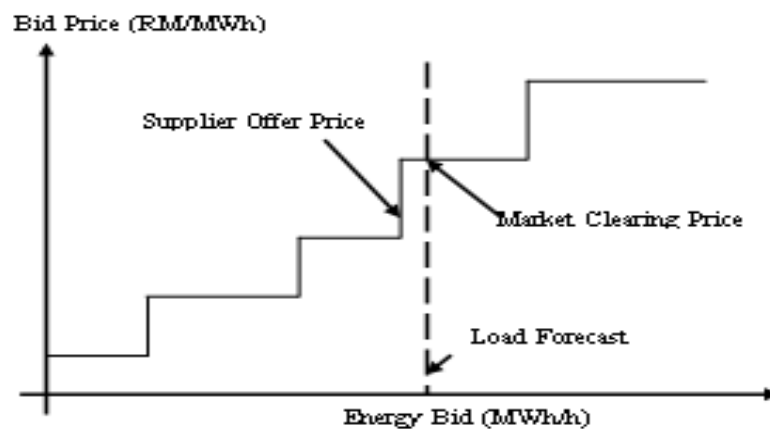 Bid Price (RM/MWh)
Supplier Offer Price
Market Clearing Price
Load Forecast
Energy Bid (MWh/h)